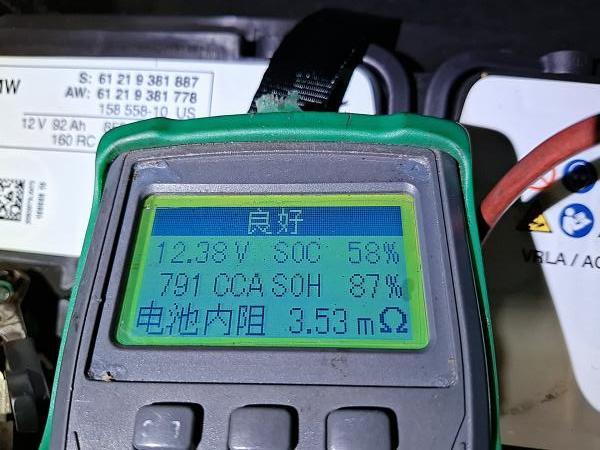 S: 61 21 9 381 887
AW: 61 21 9 381 778
158 558-10 US
12 V 92 Ah
160 RC
良好
12.38 V SOC 58%
791 CCA SOH 87%
电池内阻 3.53 mΩ
VRLA /